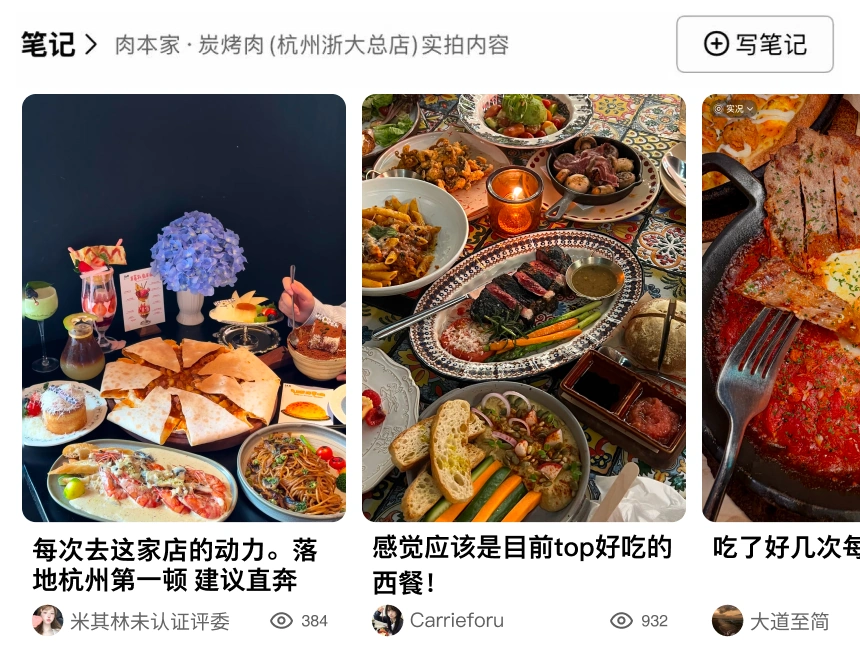 笔记 肉本家·炭烤肉(杭州浙大总店)实拍内容
写笔记
实况
每次去这家店的动力。落
地杭州第一顿 建议直奔
米其林未认证评委 384
感觉应该是目前top好吃的
西餐！
Carrieforu 932
吃了好几次每
大道至简